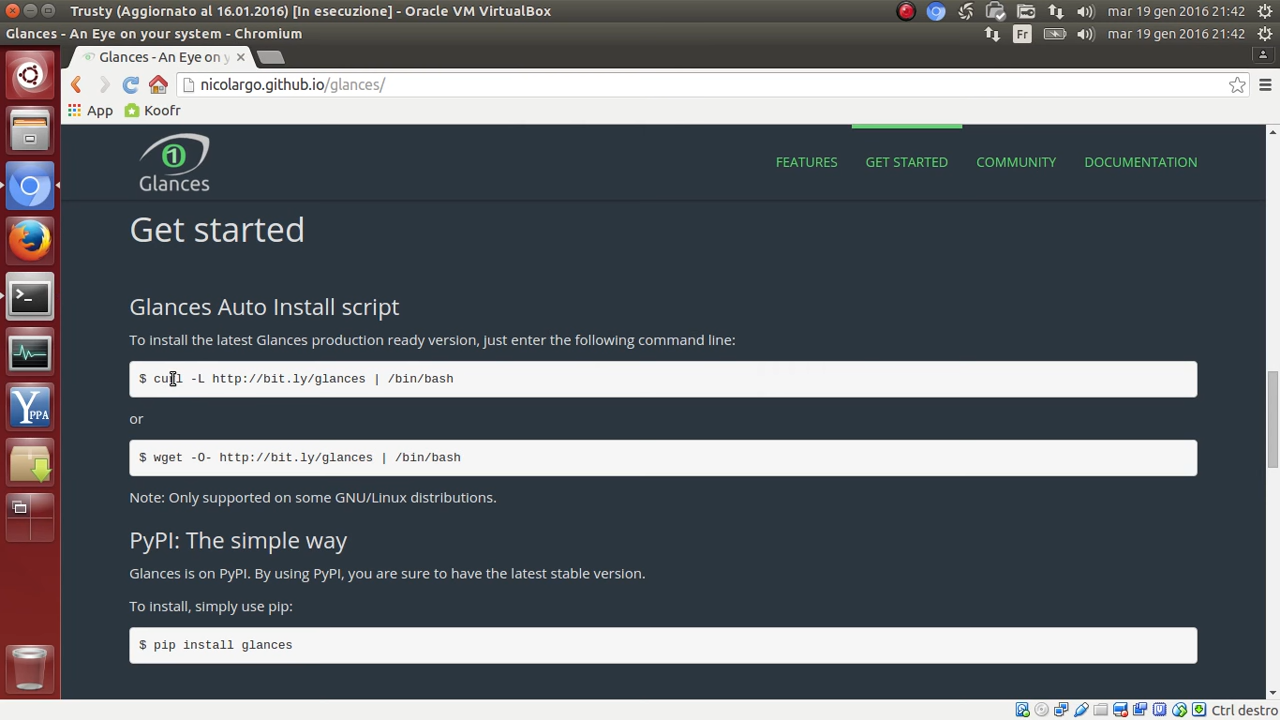 Trusty (Aggiornato al 16.01.2016) [In esecuzione] - Oracle VM VirtualBox
mar 19 gen 2016 21:42
Glances - An Eye on your system - Chromium
Fr
mar 19 gen 2016 21:42
Glances - An Eye on y
nicolargo.github.io/glances/
App
Koofr
Glances
FEATURES
GET STARTED
COMMUNITY
DOCUMENTATION
Get started
Glances Auto Install script
To install the latest Glances production ready version, just enter the following command line:
$ curl -L http://bit.ly/glances | /bin/bash
or
$ wget -O- http://bit.ly/glances | /bin/bash
Note: Only supported on some GNU/Linux distributions.
PyPI: The simple way
Glances is on PyPI. By using PyPI, you are sure to have the latest stable version.
To install, simply use pip:
$ pip install glances
Y PPA
Ctrl destro